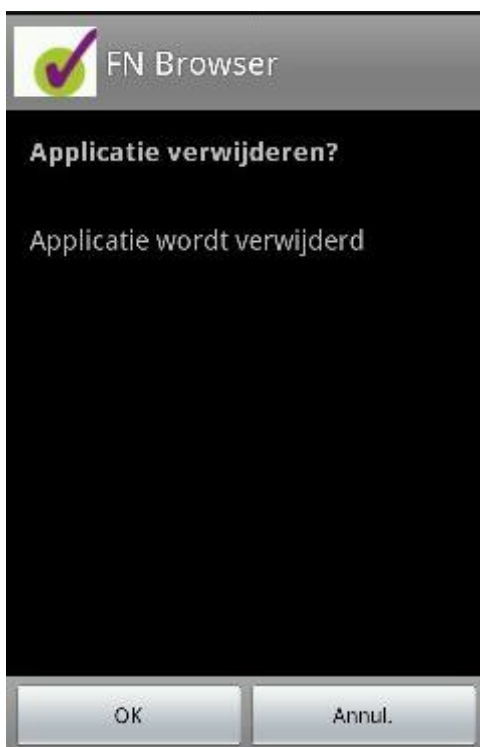 FN Browser
Applicatie verwijderen?
Applicatie wordt verwijderd
OK Annul.